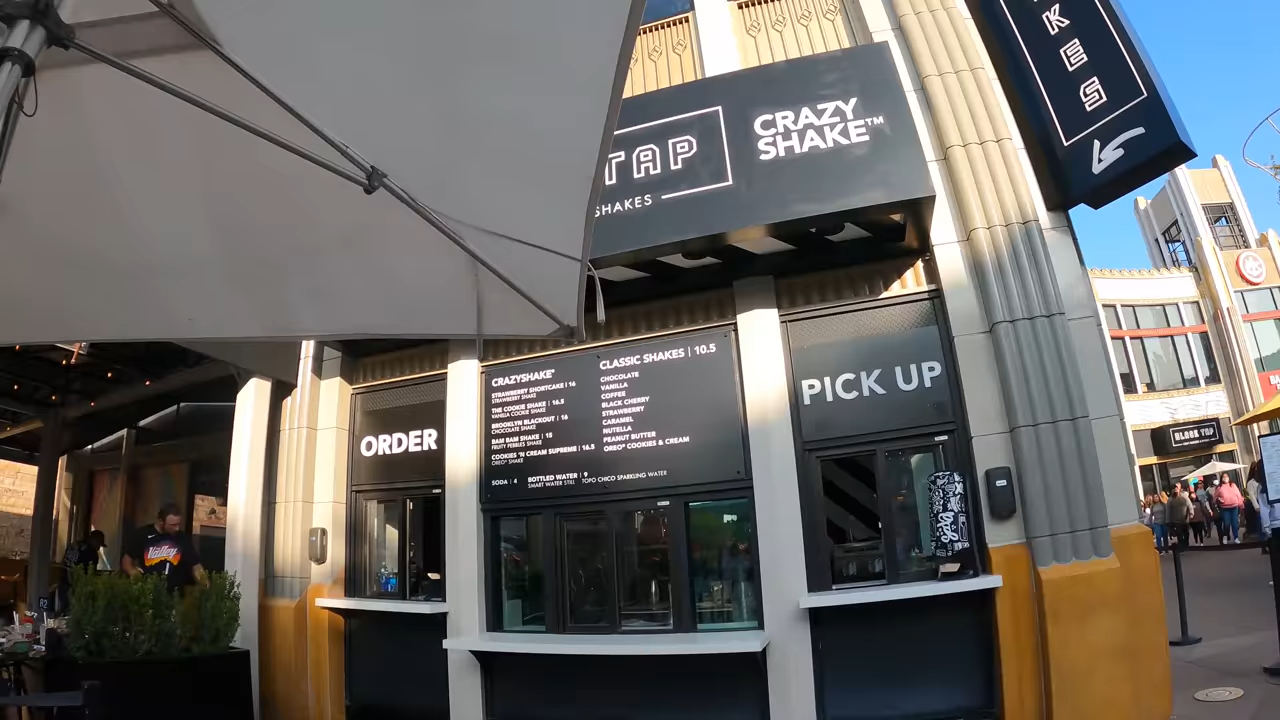 KES
TAP
SHAKES
CRAZY
SHAKE™
CRAZYSHAKE®
STRAWBERRY SHORTCAKE | 16
STRAWBERRY SHAKE
THE COOKIE SHAKE | 16.5
VANILLA COOKIE SHAKE
BROOKLYN BLACKOUT | 16
CHOCOLATE SHAKE
BAM BAM SHAKE | 15
FRUITY PEBBLES SHAKE
COOKIES 'N CREAM SUPREME | 16.5
OREO® SHAKE
CLASSIC SHAKES | 10.5
CHOCOLATE
VANILLA
COFFEE
BLACK CHERRY
STRAWBERRY
CARAMEL
NUTELLA
PEANUT BUTTER
OREO® COOKIES & CREAM
SODA | 4
BOTTLED WATER | 9
SMART WATER STILL TOPO CHICO SPARKLING WATER
ORDER
PICK UP
BLACK TAP
Valley